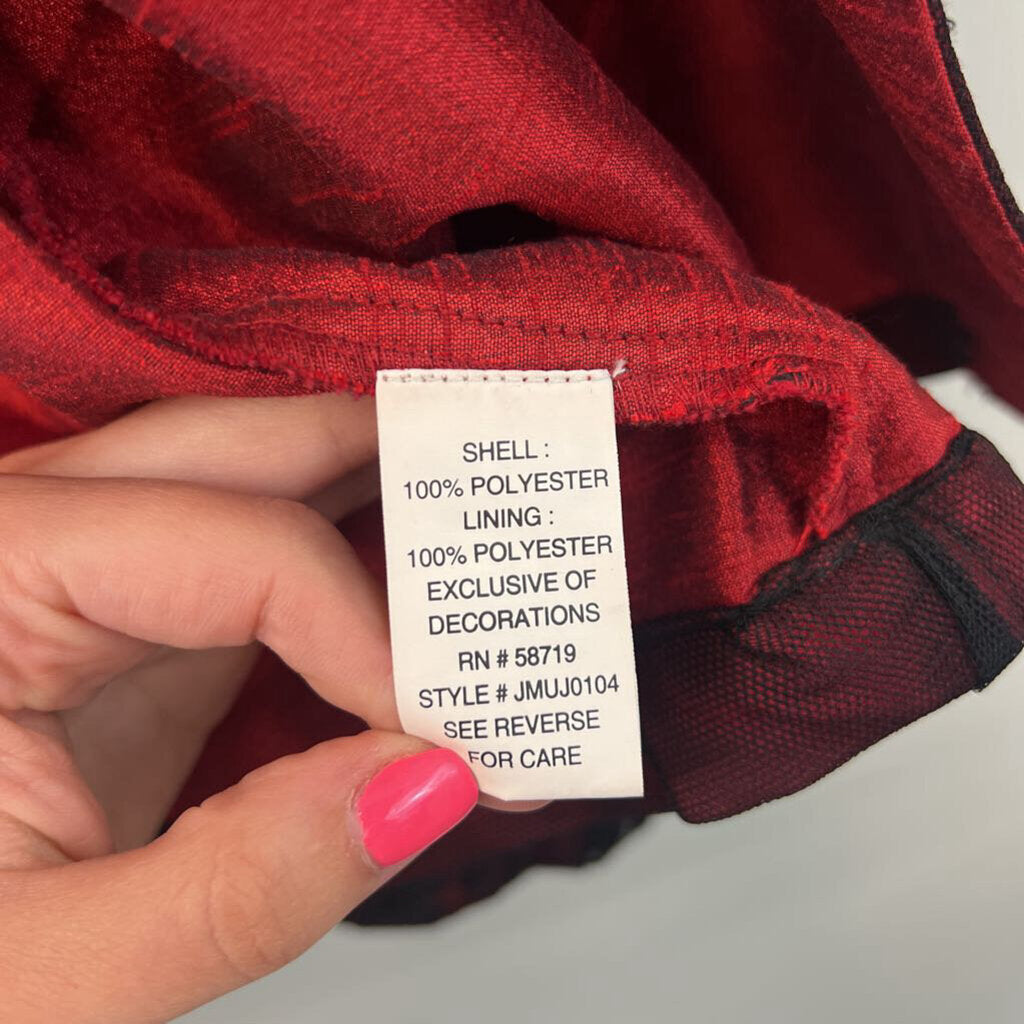 SHELL :
100% POLYESTER
LINING :
100% POLYESTER
EXCLUSIVE OF
DECORATIONS
RN # 58719
STYLE # JMUJ0104
SEE REVERSE
FOR CARE